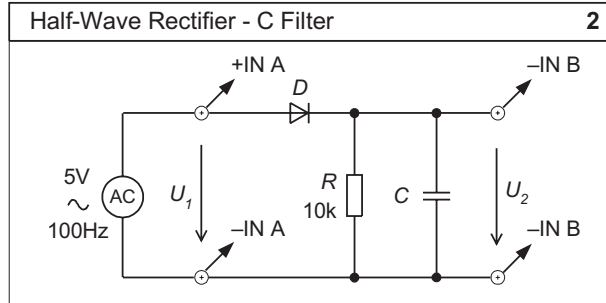 Half-Wave Rectifier - C Filter 2
+IN A
–IN B
D
5V
∼
100Hz
AC
U1
R
10k
C
U2
–IN A
–IN B